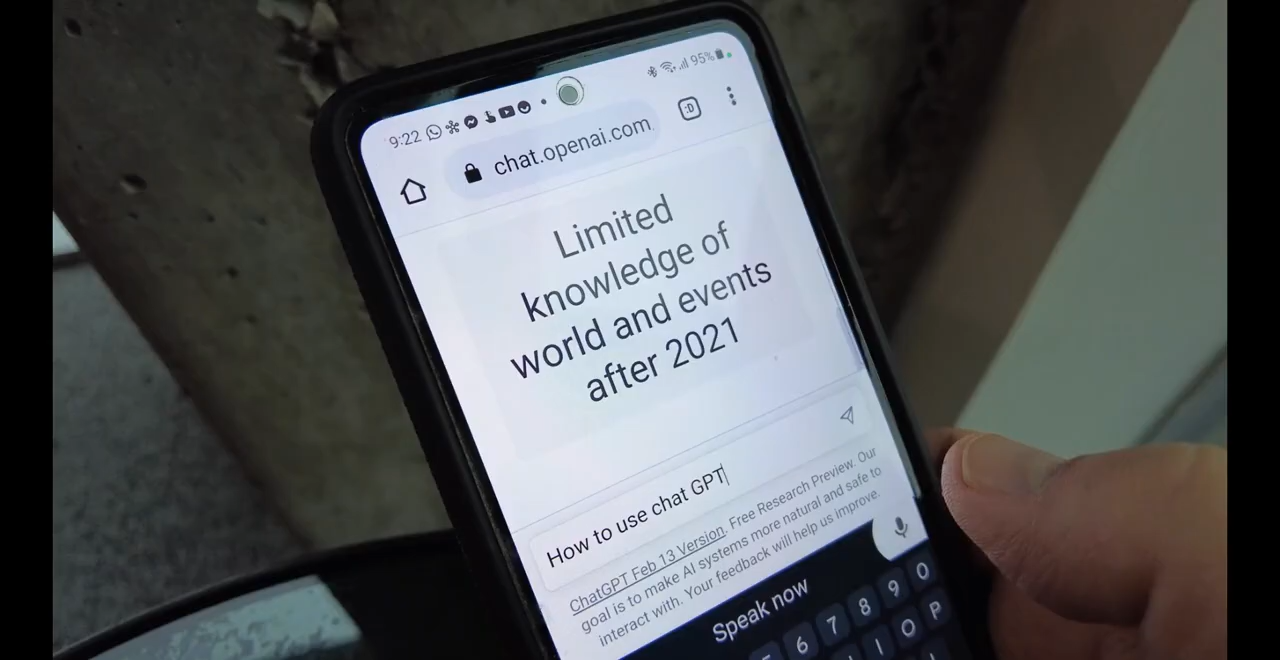 9:22 95%
chat.openai.com
:D
Limited
knowledge of
world and events
after 2021
How to use chat GPT
ChatGPT Feb 13 Version. Free Research Preview. Our
goal is to make AI systems more natural and safe to
interact with. Your feedback will help us improve.
Speak now
6 7 8 9 0
I O P